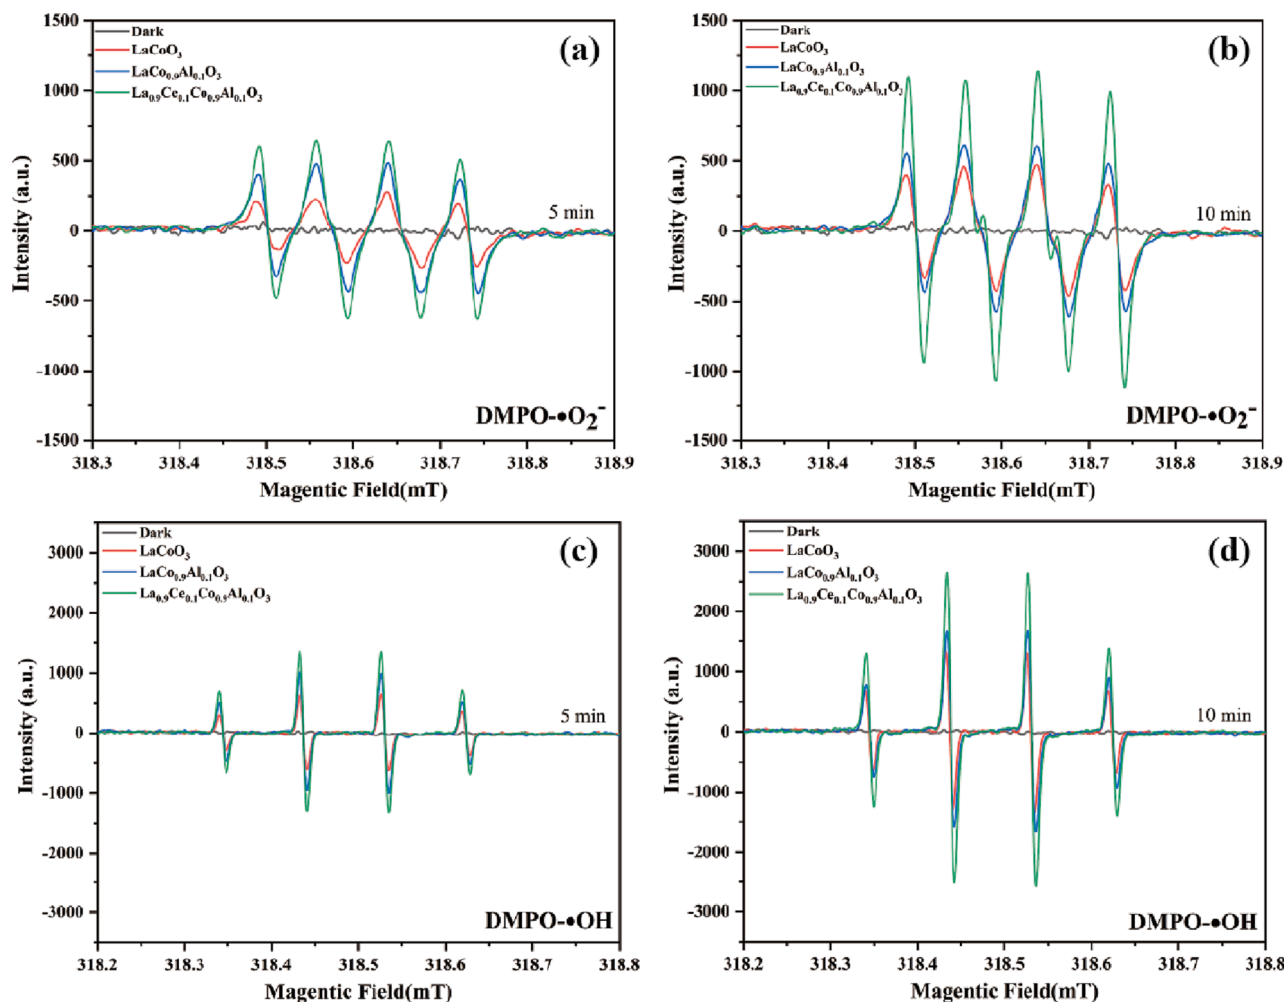 (a)
Dark
LaCoO₃
LaCo₀.₉Al₀.₁O₃
La₀.₉Ce₀.₁Co₀.₉Al₀.₁O₃
1500
1000
500
0
-500
-1000
-1500
Intensity (a.u.)
5 min
DMPO-•O₂⁻
318.3 318.4 318.5 318.6 318.7 318.8 318.9
Magentic Field(mT)
(b)
Dark
LaCoO₃
LaCo₀.₉Al₀.₁O₃
La₀.₉Ce₀.₁Co₀.₉Al₀.₁O₃
1500
1000
500
0
-500
-1000
-1500
Intensity (a.u.)
10 min
DMPO-•O₂⁻
318.3 318.4 318.5 318.6 318.7 318.8 318.9
Magentic Field(mT)
(c)
Dark
LaCoO₃
LaCo₀.₉Al₀.₁O₃
La₀.₉Ce₀.₁Co₀.₉Al₀.₁O₃
3000
2000
1000
0
-1000
-2000
-3000
Intensity (a.u.)
5 min
DMPO-•OH
318.2 318.3 318.4 318.5 318.6 318.7 318.8
Magentic Field(mT)
(d)
Dark
LaCoO₃
LaCo₀.₉Al₀.₁O₃
La₀.₉Ce₀.₁Co₀.₉Al₀.₁O₃
3000
2000
1000
0
-1000
-2000
-3000
Intensity (a.u.)
10 min
DMPO-•OH
318.2 318.3 318.4 318.5 318.6 318.7 318.8
Magentic Field(mT)